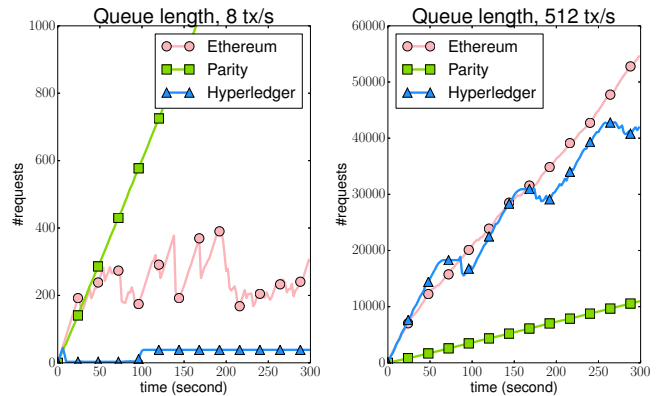 Queue length, 8 tx/s
Ethereum
Parity
Hyperledger
#requests
1000
800
600
400
200
0
0 50 100 150 200 250 300
time (second)
Queue length, 512 tx/s
Ethereum
Parity
Hyperledger
#requests
60000
50000
40000
30000
20000
10000
0
0 50 100 150 200 250 300
time (second)